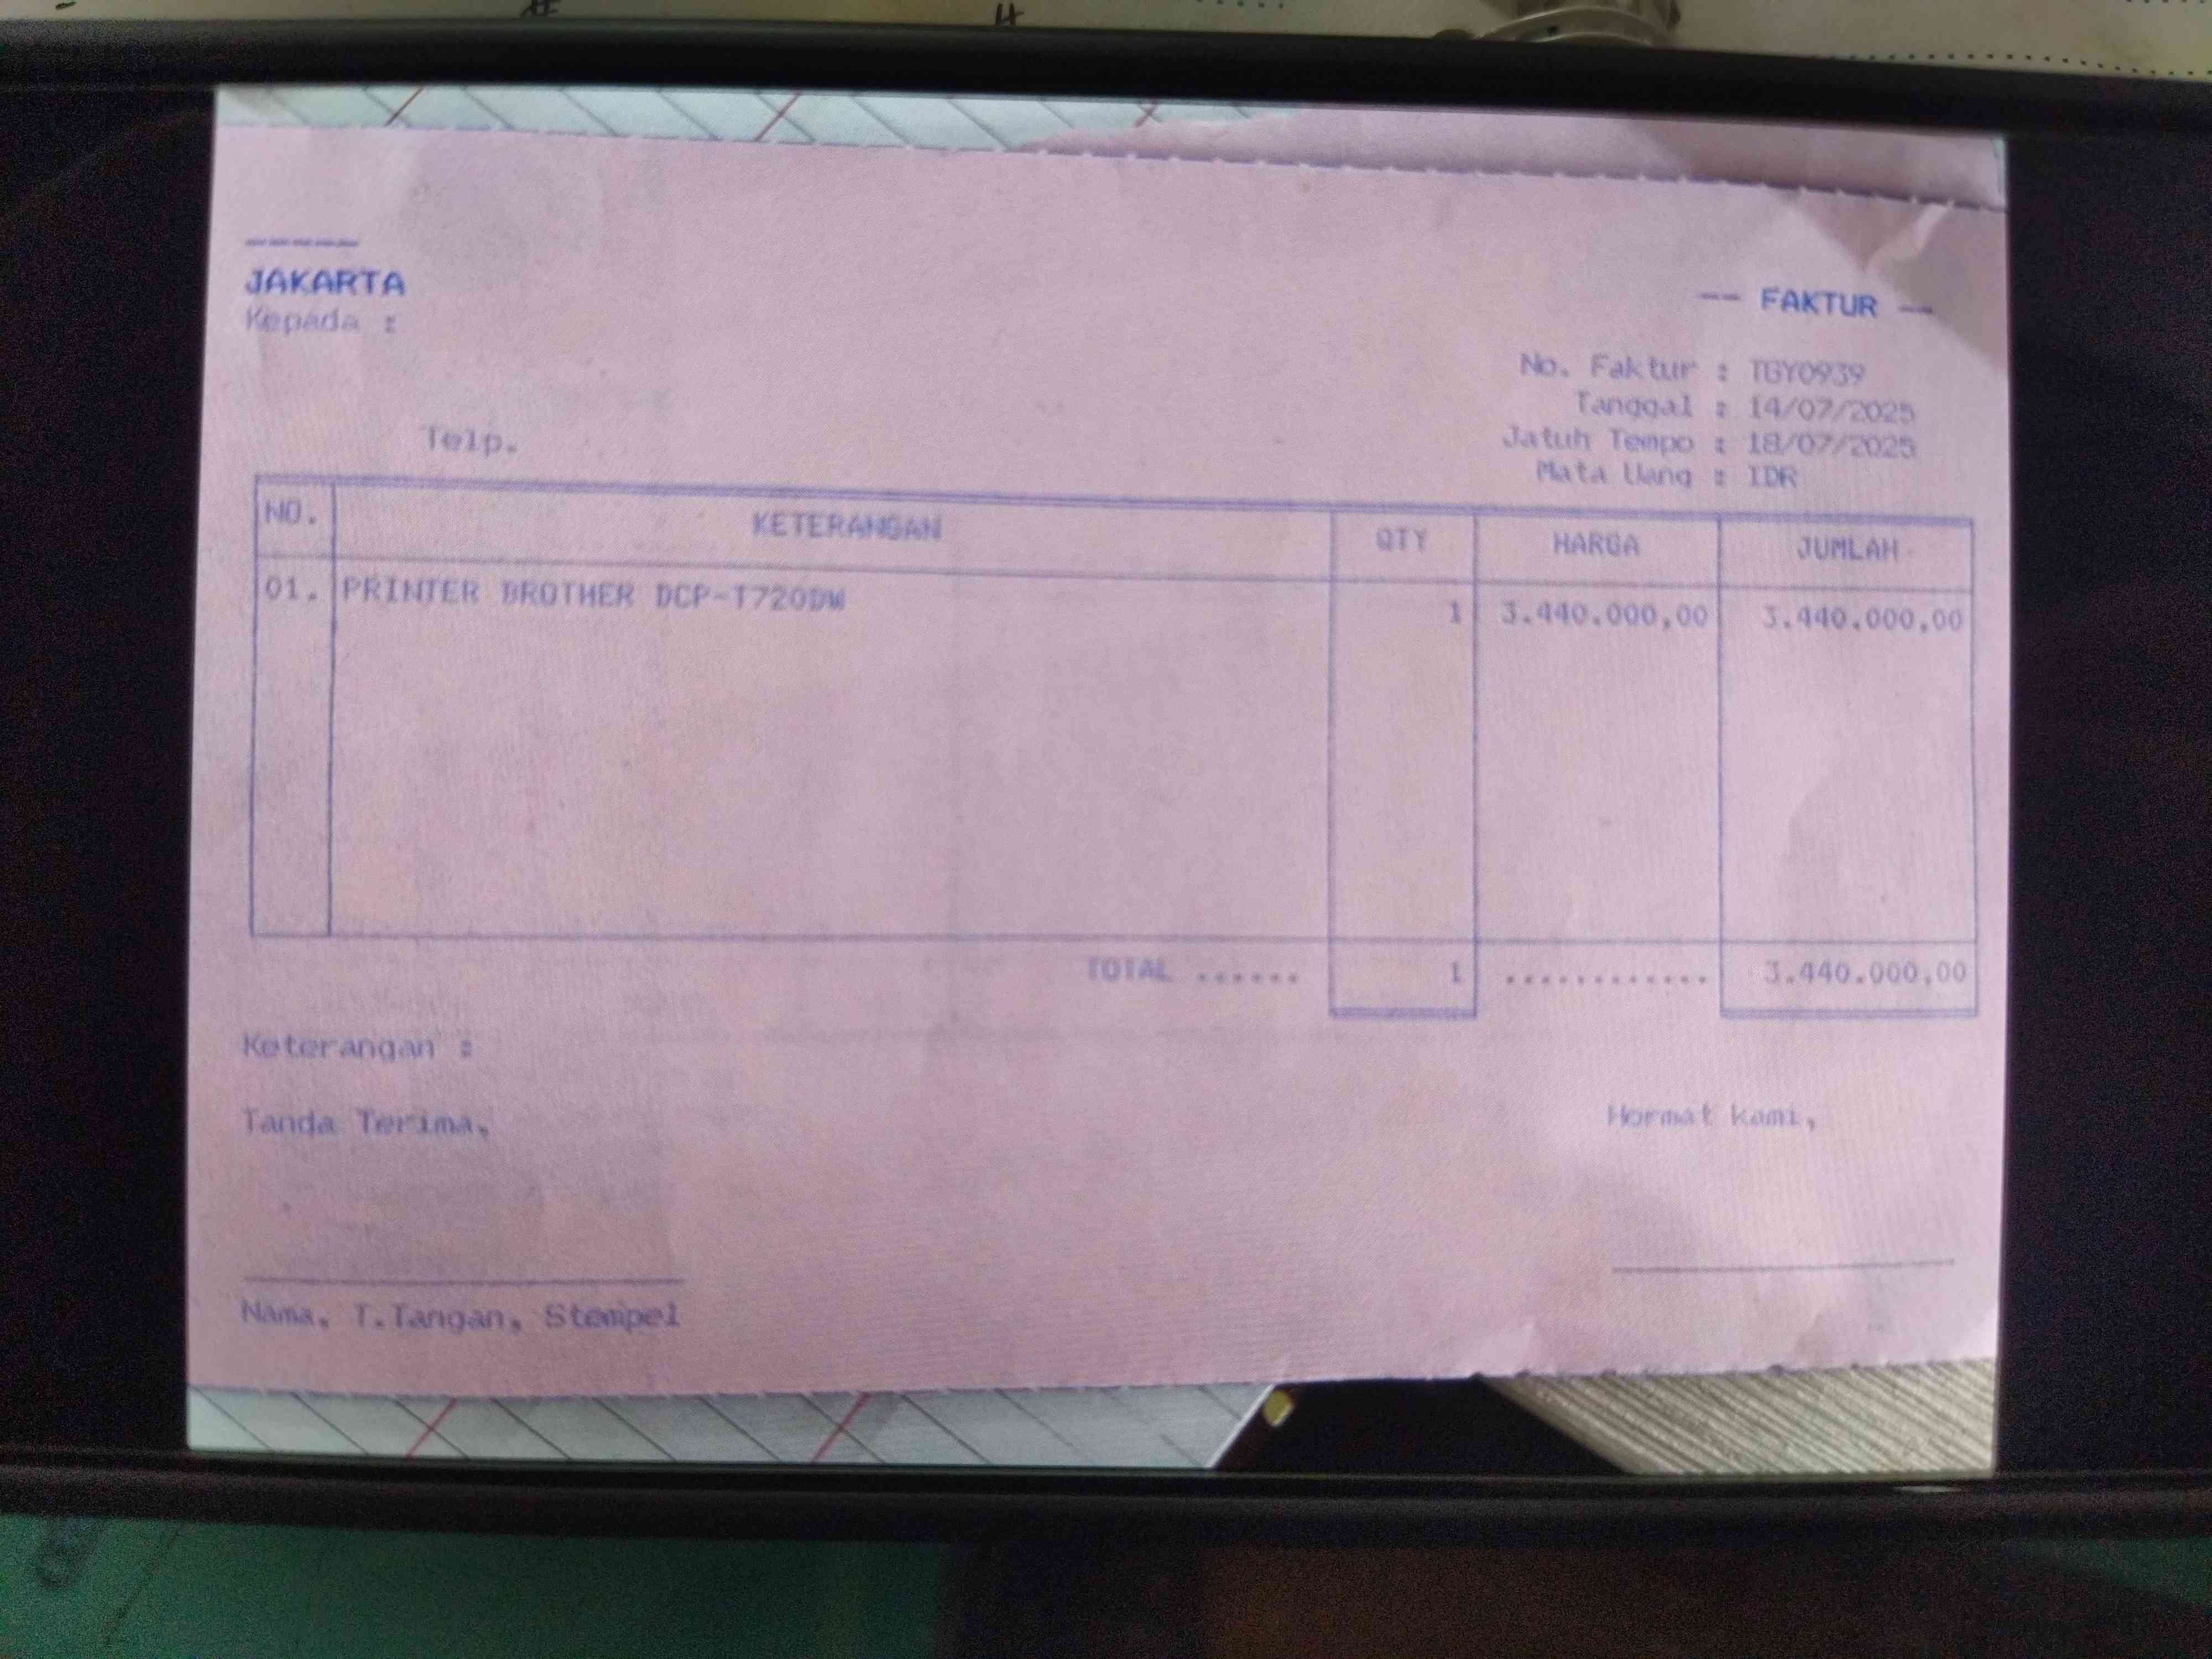 JAKARTA
Kepada :
-- FAKTUR --
No. Faktur : TGY0939
Tanggal : 14/07/2025
Jatuh Tempo : 18/07/2025
Mata Uang : IDR
Telp.
NO. KETERANGAN QTY HARGA JUMLAH
01. PRINTER BROTHER DCP-T720DW 1 3.440.000,00 3.440.000,00
TOTAL ...... 1 ............ 3.440.000,00
Keterangan :
Tanda Terima, Hormat kami,
Nama, T.Tangan, Stempel